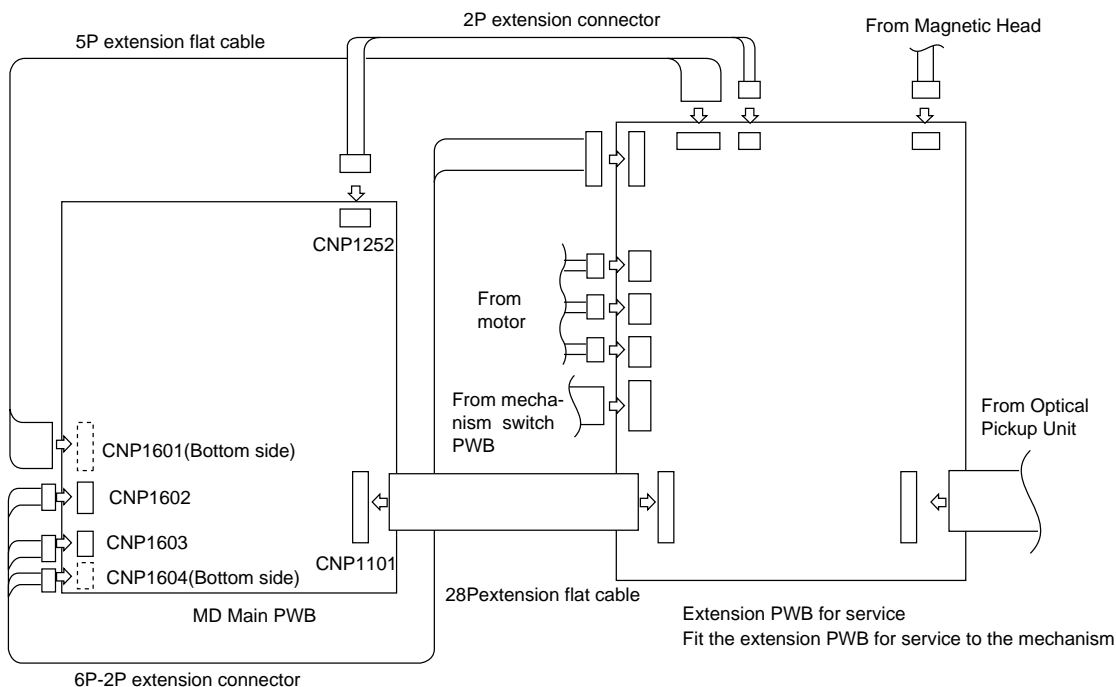 2P extension connector
From Magnetic Head
5P extension flat cable
CNP1252
From
motor
From mecha-
nism switch
PWB
From Optical
Pickup Unit
CNP1601(Bottom side)
CNP1602
CNP1603
CNP1604(Bottom side)
CNP1101
28Pextension flat cable
MD Main PWB
Extension PWB for service
Fit the extension PWB for service to the mechanism
6P-2P extension connector